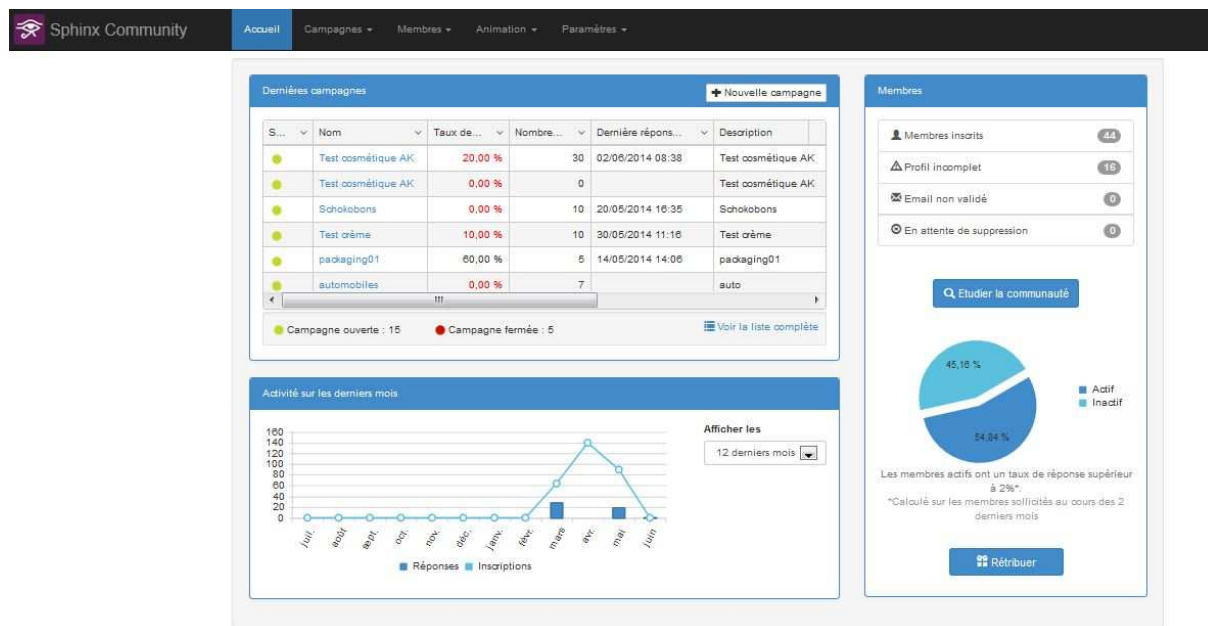 Sphinx Community
Accueil Campagnes Membres Animation Paramètres
Dernières campagnes
Nouvelle campagne
S... Nom Taux de... Nombre... Dernière répons... Description
Test cosmétique AK 20,00 % 30 02/06/2014 08:38 Test cosmétique AK
Test cosmétique AK 0,00 % 0 Test cosmétique AK
Schokobons 0,00 % 10 20/05/2014 16:35 Schokobons
Test crème 10,00 % 10 30/05/2014 11:16 Test crème
packaging01 60,00 % 5 14/05/2014 14:06 packaging01
automobiles 0,00 % 7 auto
Campagne ouverte : 15 Campagne fermée : 5 Voir la liste complète
Activité sur les derniers mois
160
140
120
100
80
60
40
20
0
juil. août sept. oct. nov. déc. janv. févr. mars avr. mai juin
Réponses Inscriptions
Afficher les
12 derniers mois
Membres
Membres inscrits 44
Profil incomplet 16
Email non validé 0
En attente de suppression 0
Etudier la communauté
45,16 %
54,84 %
Actif
Inactif
Les membres actifs ont un taux de réponse supérieur
à 2%*.
*Calculé sur les membres sollicités au cours des 2
derniers mois
Rétribuer